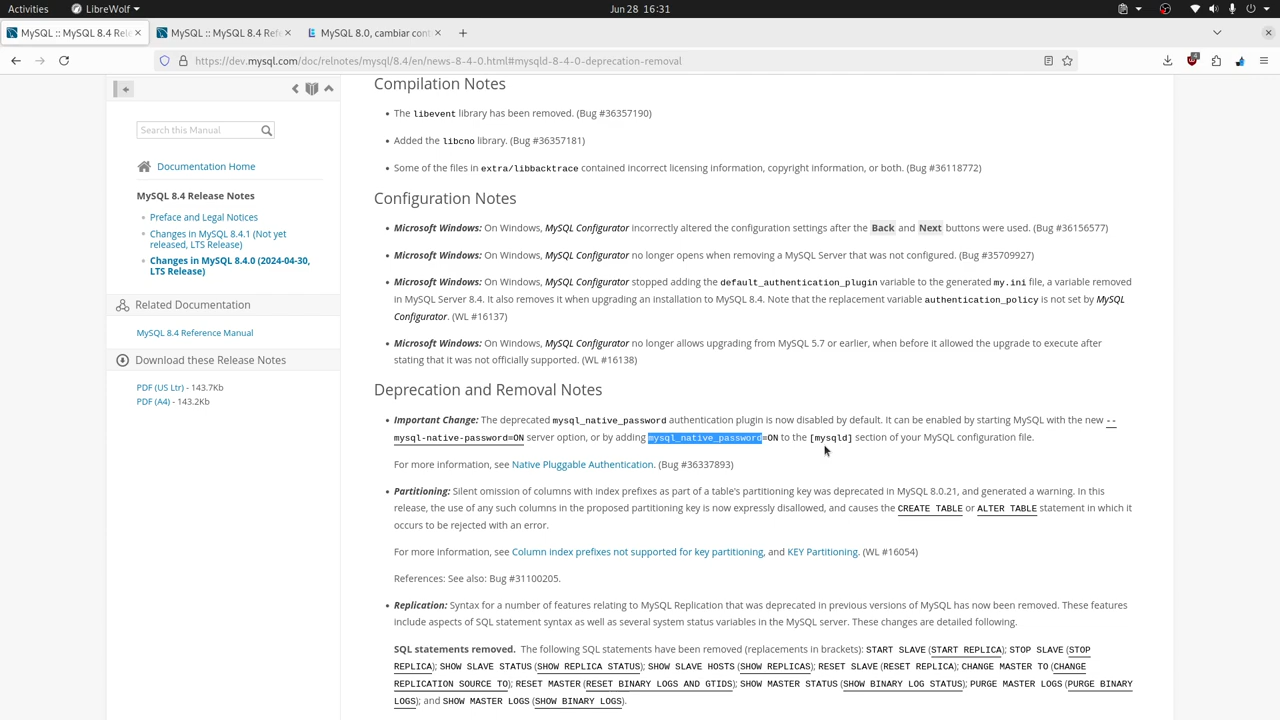 Activities LibreWolf Jun 28 16:31
MySQL :: MySQL 8.4 Rele MySQL :: MySQL 8.4 Refe MySQL 8.0, cambiar cont
https://dev.mysql.com/doc/relnotes/mysql/8.4/en/news-8-4-0.html#mysqld-8-4-0-deprecation-removal
Search this Manual
Documentation Home
MySQL 8.4 Release Notes
Preface and Legal Notices
Changes in MySQL 8.4.1 (Not yet
released, LTS Release)
Changes in MySQL 8.4.0 (2024-04-30,
LTS Release)
Related Documentation
MySQL 8.4 Reference Manual
Download these Release Notes
PDF (US Ltr) - 143.7Kb
PDF (A4) - 143.2Kb
Compilation Notes
The libevent library has been removed. (Bug #36357190)
Added the libcno library. (Bug #36357181)
Some of the files in extra/libbacktrace contained incorrect licensing information, copyright information, or both. (Bug #36118772)
Configuration Notes
Microsoft Windows: On Windows, MySQL Configurator incorrectly altered the configuration settings after the Back and Next buttons were used. (Bug #36156577)
Microsoft Windows: On Windows, MySQL Configurator no longer opens when removing a MySQL Server that was not configured. (Bug #35709927)
Microsoft Windows: On Windows, MySQL Configurator stopped adding the default_authentication_plugin variable to the generated my.ini file, a variable removed
in MySQL Server 8.4. It also removes it when upgrading an installation to MySQL 8.4. Note that the replacement variable authentication_policy is not set by MySQL
Configurator. (WL #16137)
Microsoft Windows: On Windows, MySQL Configurator no longer allows upgrading from MySQL 5.7 or earlier, when before it allowed the upgrade to execute after
stating that it was not officially supported. (WL #16138)
Deprecation and Removal Notes
Important Change: The deprecated mysql_native_password authentication plugin is now disabled by default. It can be enabled by starting MySQL with the new --
mysql-native-password=ON server option, or by adding mysql_native_password=ON to the [mysqld] section of your MySQL configuration file.
For more information, see Native Pluggable Authentication. (Bug #36337893)
Partitioning: Silent omission of columns with index prefixes as part of a table's partitioning key was deprecated in MySQL 8.0.21, and generated a warning. In this
release, the use of any such columns in the proposed partitioning key is now expressly disallowed, and causes the CREATE TABLE or ALTER TABLE statement in which it
occurs to be rejected with an error.
For more information, see Column index prefixes not supported for key partitioning, and KEY Partitioning. (WL #16054)
References: See also: Bug #31100205.
Replication: Syntax for a number of features relating to MySQL Replication that was deprecated in previous versions of MySQL has now been removed. These features
include aspects of SQL statement syntax as well as several system status variables in the MySQL server. These changes are detailed following.
SQL statements removed. The following SQL statements have been removed (replacements in brackets): START SLAVE (START REPLICA); STOP SLAVE (STOP
REPLICA); SHOW SLAVE STATUS (SHOW REPLICA STATUS); SHOW SLAVE HOSTS (SHOW REPLICAS); RESET SLAVE (RESET REPLICA); CHANGE MASTER TO (CHANGE
REPLICATION SOURCE TO); RESET MASTER (RESET BINARY LOGS AND GTIDS); SHOW MASTER STATUS (SHOW BINARY LOG STATUS); PURGE MASTER LOGS (PURGE BINARY
LOGS); and SHOW MASTER LOGS (SHOW BINARY LOGS).